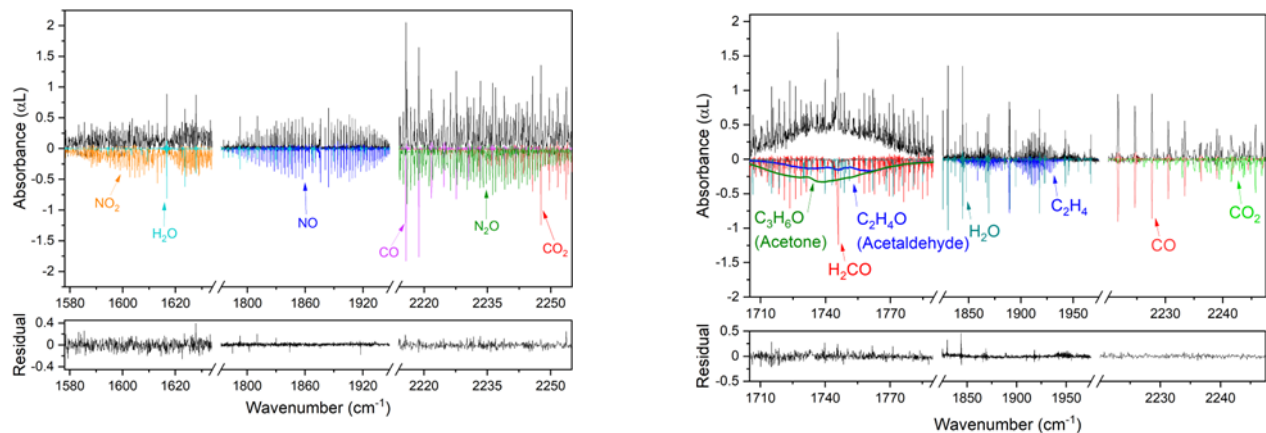 Absorbance (αL)
2
1.5
1
0.5
0
-0.5
-1
-1.5
-2
NO₂
H₂O
NO
CO
N₂O
CO₂
1580 1600 1620 1800 1860 1920 2220 2235 2250
Residual
0.4
0.0
-0.4
1580 1600 1620 1800 1860 1920 2220 2235 2250
Wavenumber (cm⁻¹)
Absorbance (αL)
2
1.5
1
0.5
0
-0.5
-1
-1.5
-2
C₃H₆O
(Acetone)
C₂H₄O
(Acetaldehyde)
H₂CO
H₂O
C₂H₄
CO
CO₂
1710 1740 1770 1850 1900 1950 2230 2240
Residual
0.5
0.0
-0.5
1710 1740 1770 1850 1900 1950 2230 2240
Wavenumber (cm⁻¹)